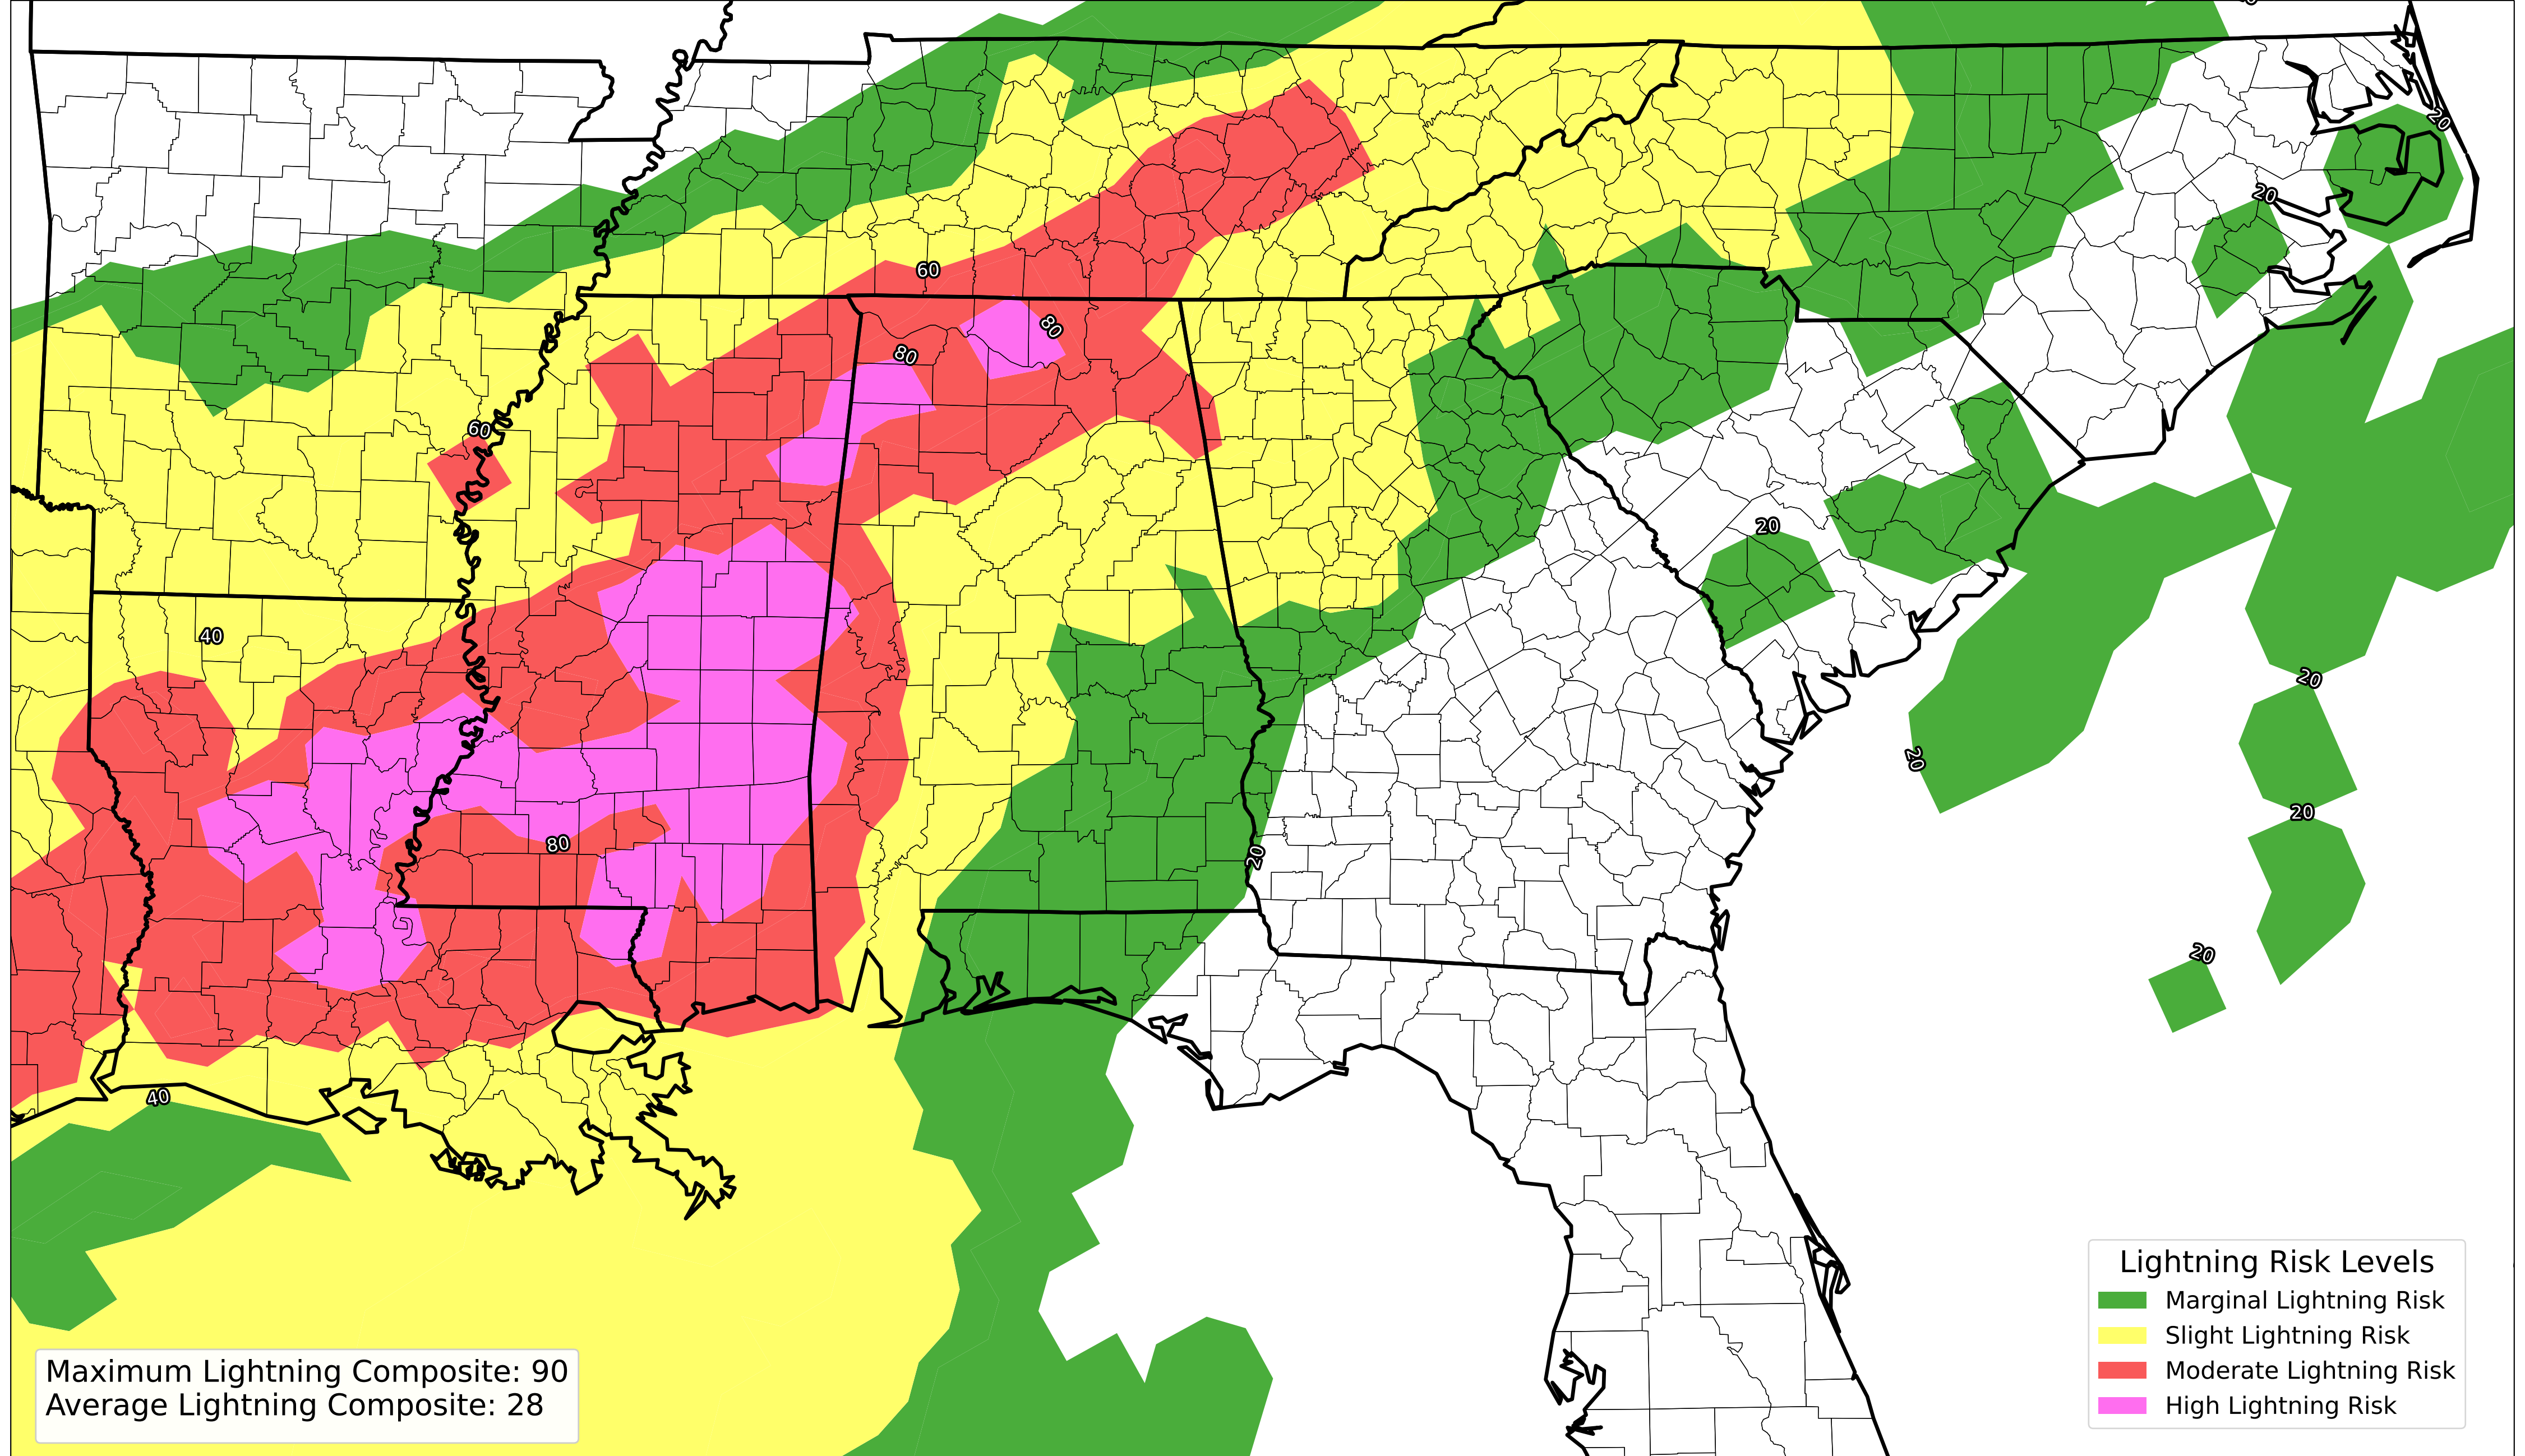 20
20
60
80
80
60
20
40
20
20
20
80
20
20
40
Lightning Risk Levels
Marginal Lightning Risk
Slight Lightning Risk
Moderate Lightning Risk
High Lightning Risk
Maximum Lightning Composite: 90
Average Lightning Composite: 28